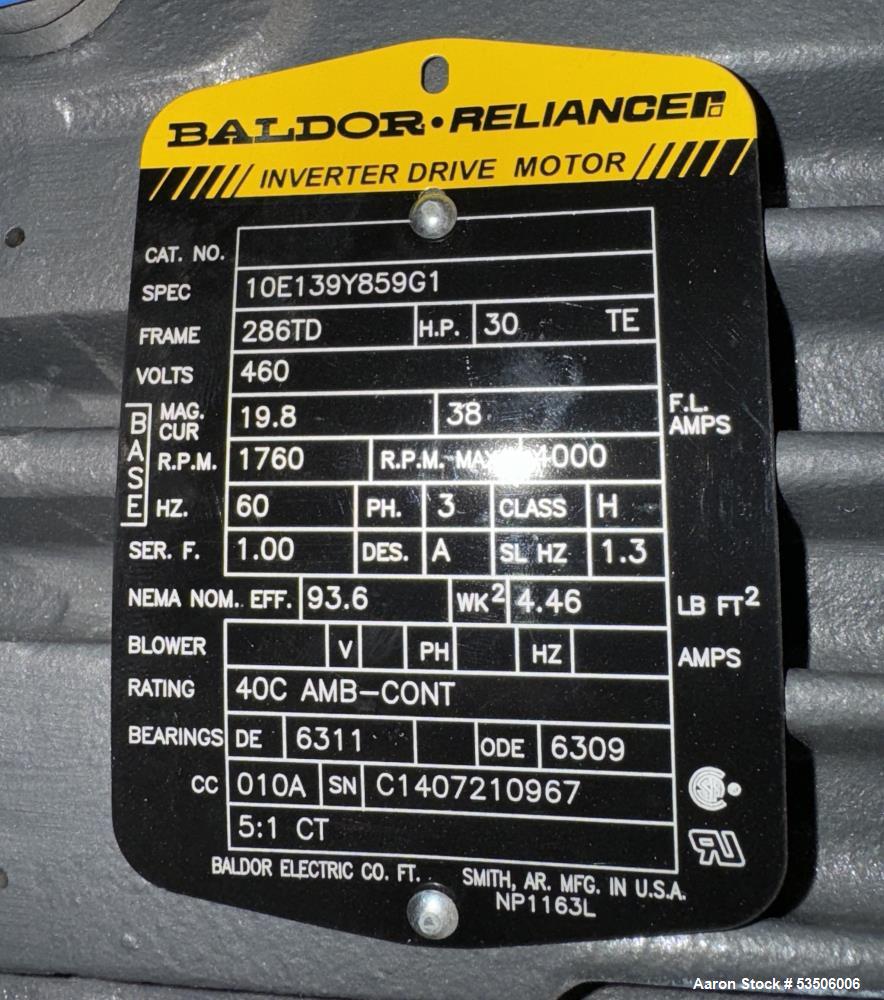 BALDOR • RELIANCER
INVERTER DRIVE MOTOR
CAT. NO.
SPEC 10E139Y859G1
FRAME 286TD H.P. 30 TE
VOLTS 460
BASE
MAG. CUR 19.8 38 F.L. AMPS
R.P.M. 1760 R.P.M. MAX 4000
HZ. 60 PH. 3 CLASS H
SER. F. 1.00 DES. A SL HZ 1.3
NEMA NOM. EFF. 93.6 WK² 4.46 LB FT²
BLOWER V PH HZ AMPS
RATING 40C AMB-CONT
BEARINGS DE 6311 ODE 6309
CC 010A SN C1407210967
5:1 CT
BALDOR ELECTRIC CO. FT. SMITH, AR. MFG. IN U.S.A.
NP1163L
Aaron Stock # 53506006